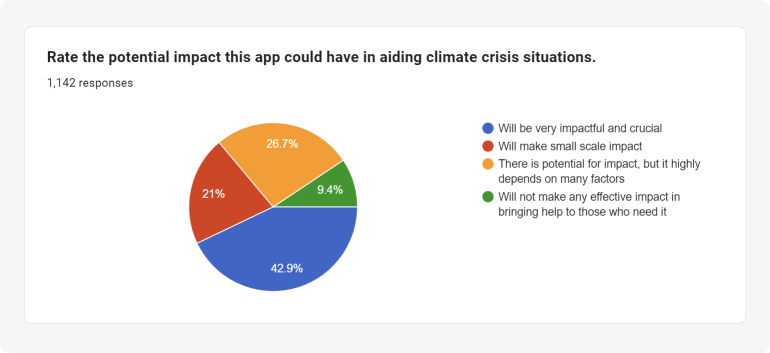 Rate the potential impact this app could have in aiding climate crisis situations.
1,142 responses
26.7%
21%
9.4%
42.9%
Will be very impactful and crucial
Will make small scale impact
There is potential for impact, but it highly
depends on many factors
Will not make any effective impact in
bringing help to those who need it